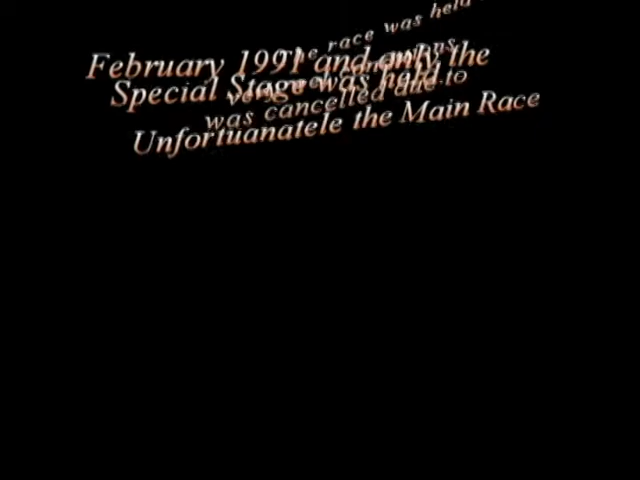 The race was held
February 1991 and only the
Special Stage was held.
was cancelled due to
Unfortuanatele the Main Race